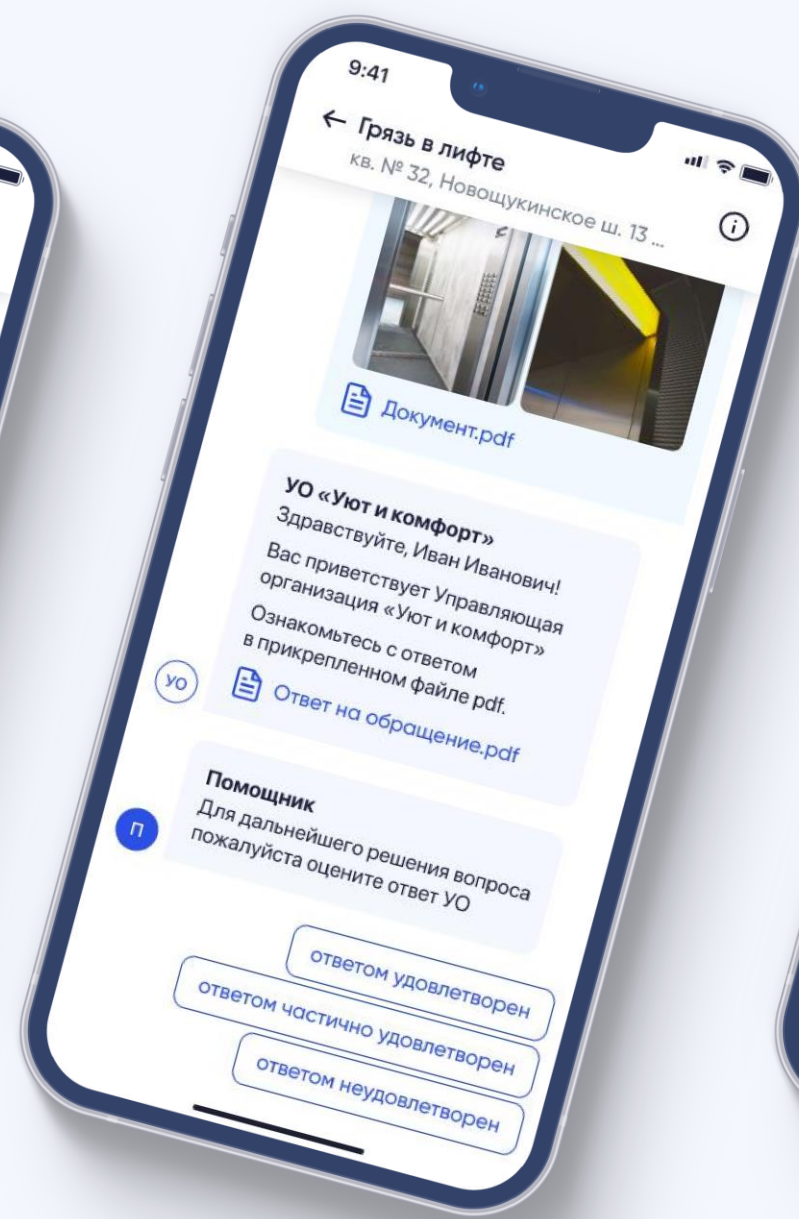 9:41
Грязь в лифте
кв. № 32, Новощукинское ш. 13 ...
Документ.pdf
УО «Уют и комфорт»
Здравствуйте, Иван Иванович!
Вас приветствует Управляющая
организация «Уют и комфорт»
Ознакомьтесь с ответом
в прикрепленном файле pdf.
УО
Ответ на обращение.pdf
Помощник
П
Для дальнейшего решения вопроса
пожалуйста оцените ответ УО
ответом удовлетворен
ответом частично удовлетворен
ответом неудовлетворен